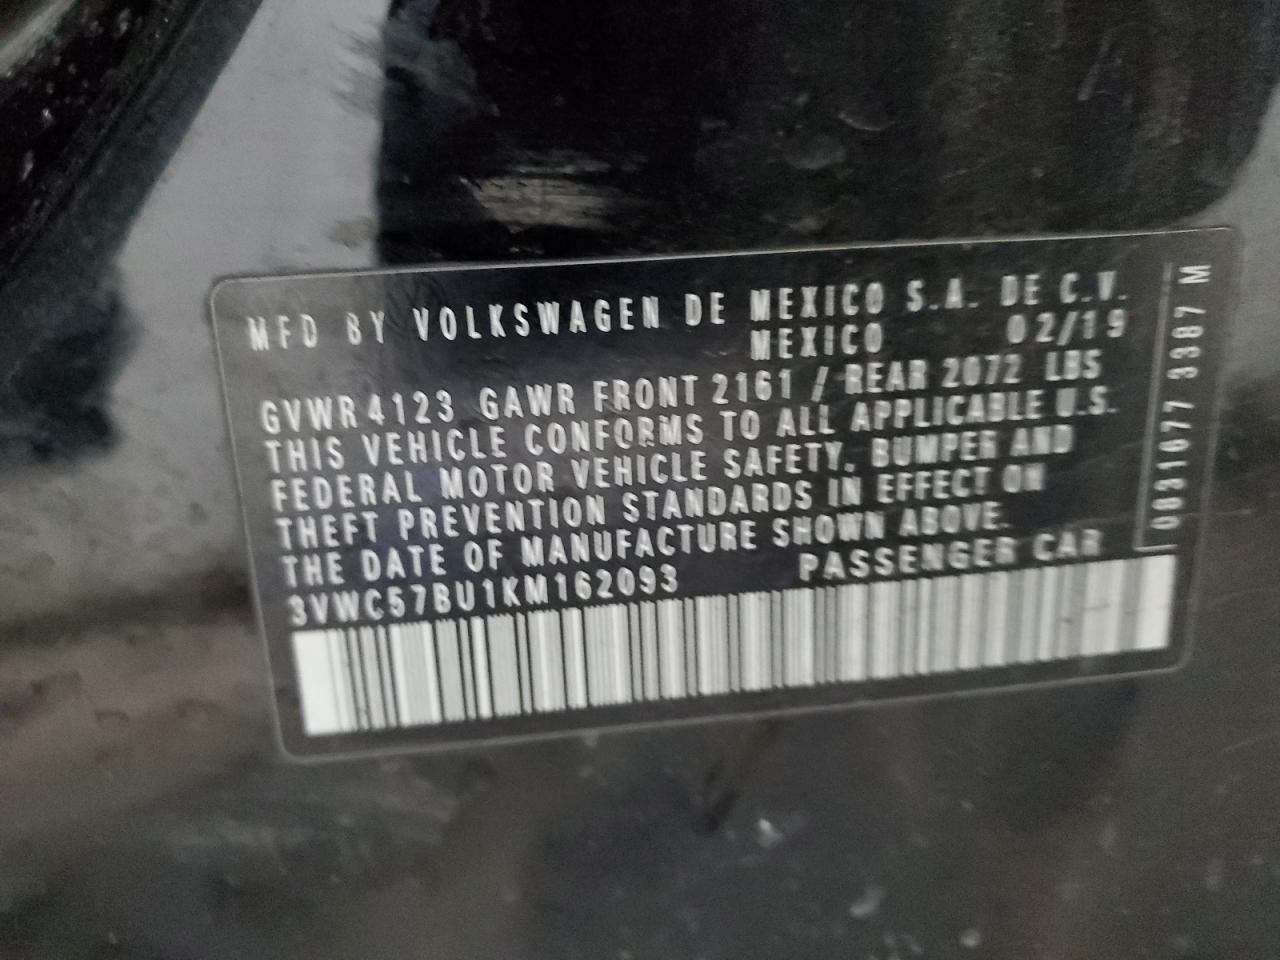 MFD BY VOLKSWAGEN DE MEXICO S.A. DE C.V.
MEXICO 02/19
GVWR 4123 GAWR FRONT 2161 / REAR 2072 LBS
THIS VEHICLE CONFORMS TO ALL APPLICABLE U.S.
FEDERAL MOTOR VEHICLE SAFETY, BUMPER AND
THEFT PREVENTION STANDARDS IN EFFECT ON
THE DATE OF MANUFACTURE SHOWN ABOVE.
3VWC57BU1KM162093 PASSENGER CAR
081677 3387 M